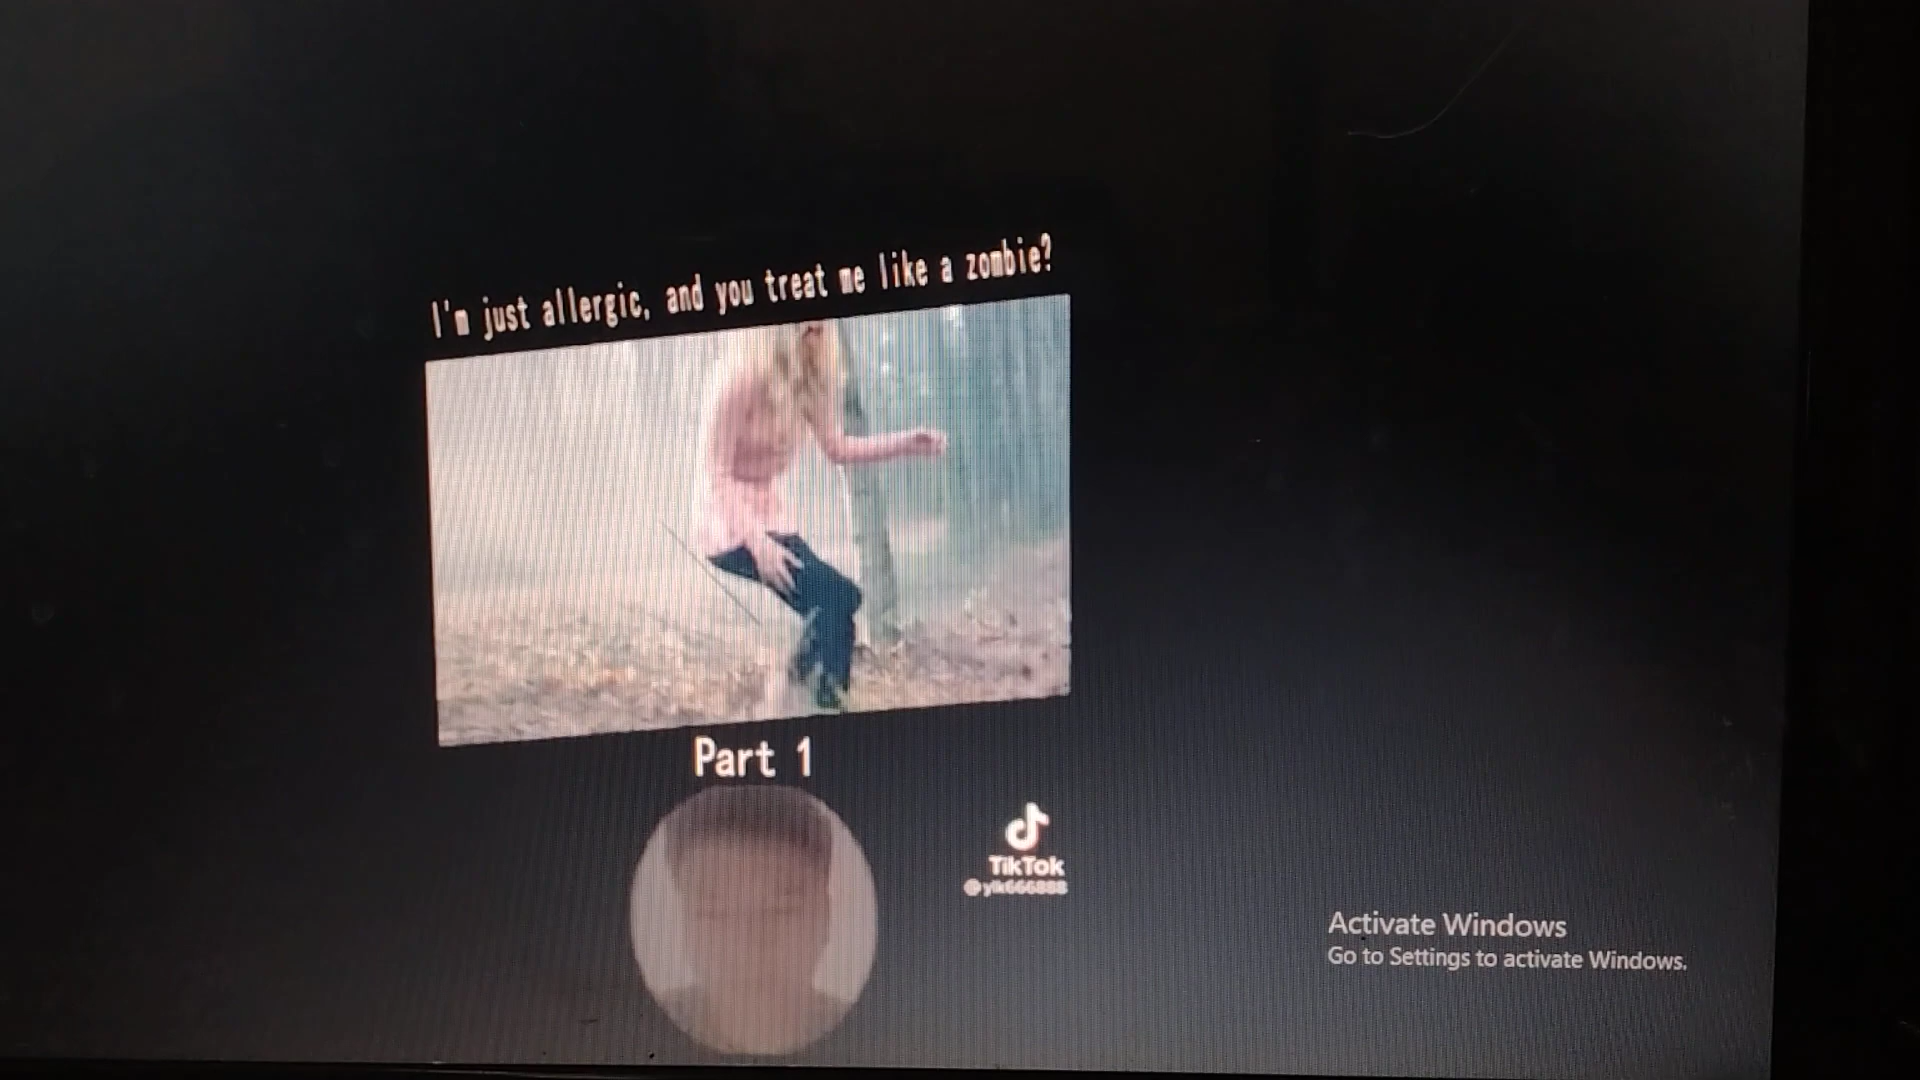 I'm just allergic, and you treat me like a zombie?
Part 1
TikTok
@ylk666888
Activate Windows
Go to Settings to activate Windows.